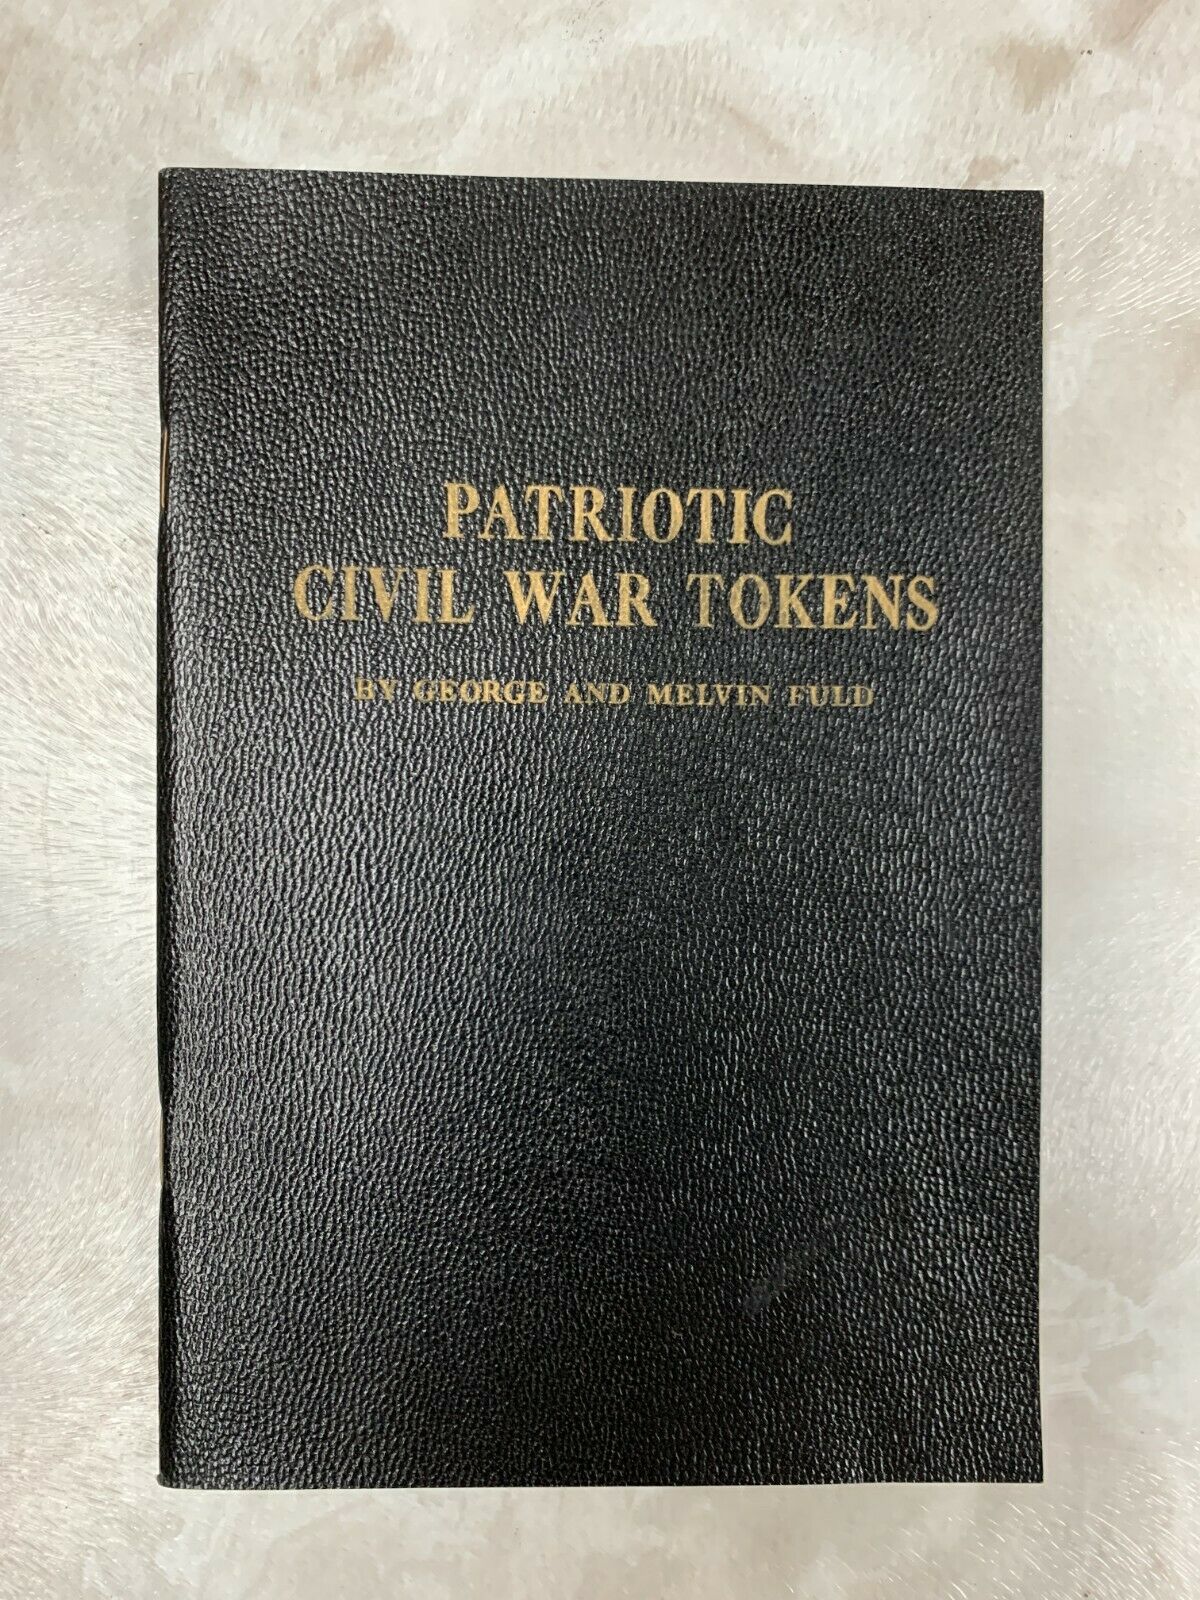 PATRIOTIC
CIVIL WAR TOKENS
BY GEORGE AND MELVIN FULD